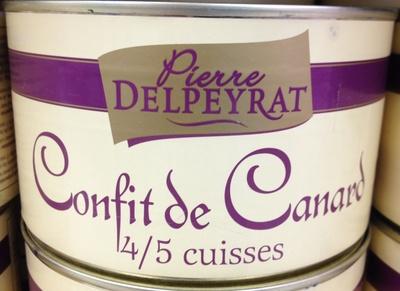 Pierre
DELPEYRAT
Confit de Canard
4/5 cuisses